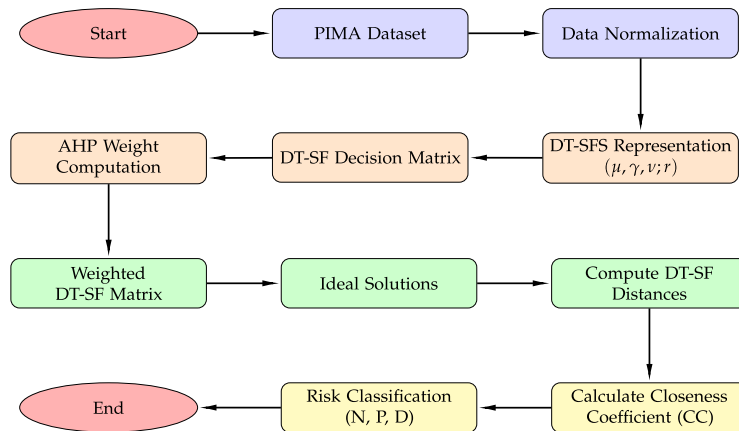 Start
PIMA Dataset
Data Normalization
AHP Weight
Computation
DT-SF Decision Matrix
DT-SFS Representation
(μ, γ, ν; r)
Weighted
DT-SF Matrix
Ideal Solutions
Compute DT-SF
Distances
End
Risk Classification
(N, P, D)
Calculate Closeness
Coefficient (CC)